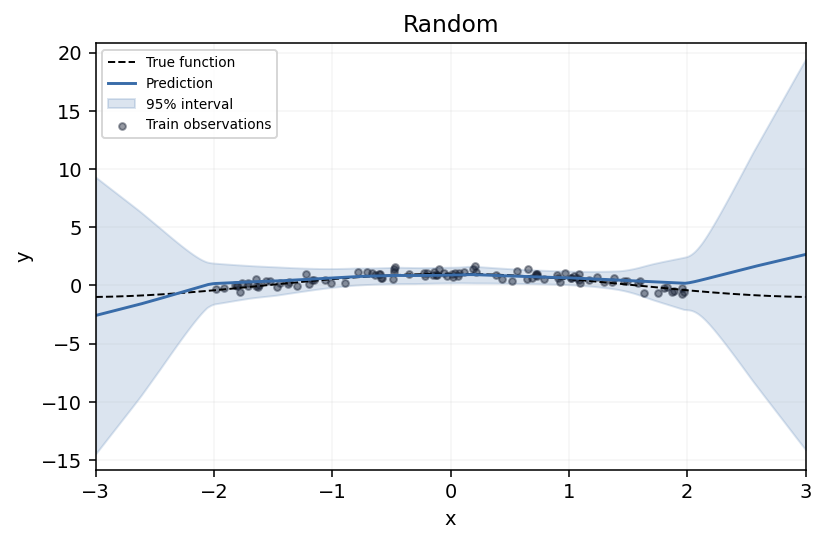 Random
20
15
10
5
0
−5
−10
−15
y
True function
Prediction
95% interval
Train observations
−3 −2 −1 0 1 2 3
x